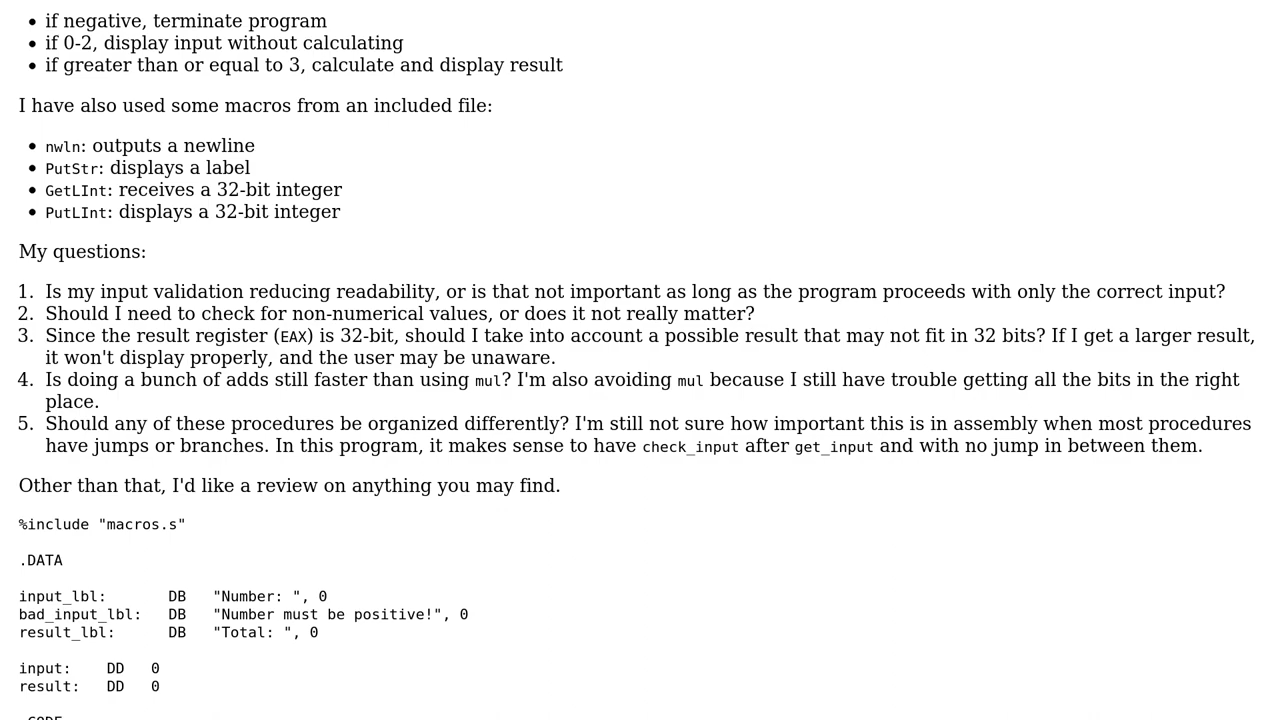 • if negative, terminate program
• if 0-2, display input without calculating
• if greater than or equal to 3, calculate and display result
I have also used some macros from an included file:
• nwln: outputs a newline
• PutStr: displays a label
• GetLInt: receives a 32-bit integer
• PutLInt: displays a 32-bit integer
My questions:
1. Is my input validation reducing readability, or is that not important as long as the program proceeds with only the correct input?
2. Should I need to check for non-numerical values, or does it not really matter?
3. Since the result register (EAX) is 32-bit, should I take into account a possible result that may not fit in 32 bits? If I get a larger result,
it won't display properly, and the user may be unaware.
4. Is doing a bunch of adds still faster than using mul? I'm also avoiding mul because I still have trouble getting all the bits in the right
place.
5. Should any of these procedures be organized differently? I'm still not sure how important this is in assembly when most procedures
have jumps or branches. In this program, it makes sense to have check_input after get_input and with no jump in between them.
Other than that, I'd like a review on anything you may find.
%include "macros.s"
.DATA
input_lbl:      DB   "Number: ", 0
bad_input_lbl:   DB   "Number must be positive!", 0
result_lbl:      DB   "Total: ", 0
input:    DD   0
result:   DD   0
.CODE